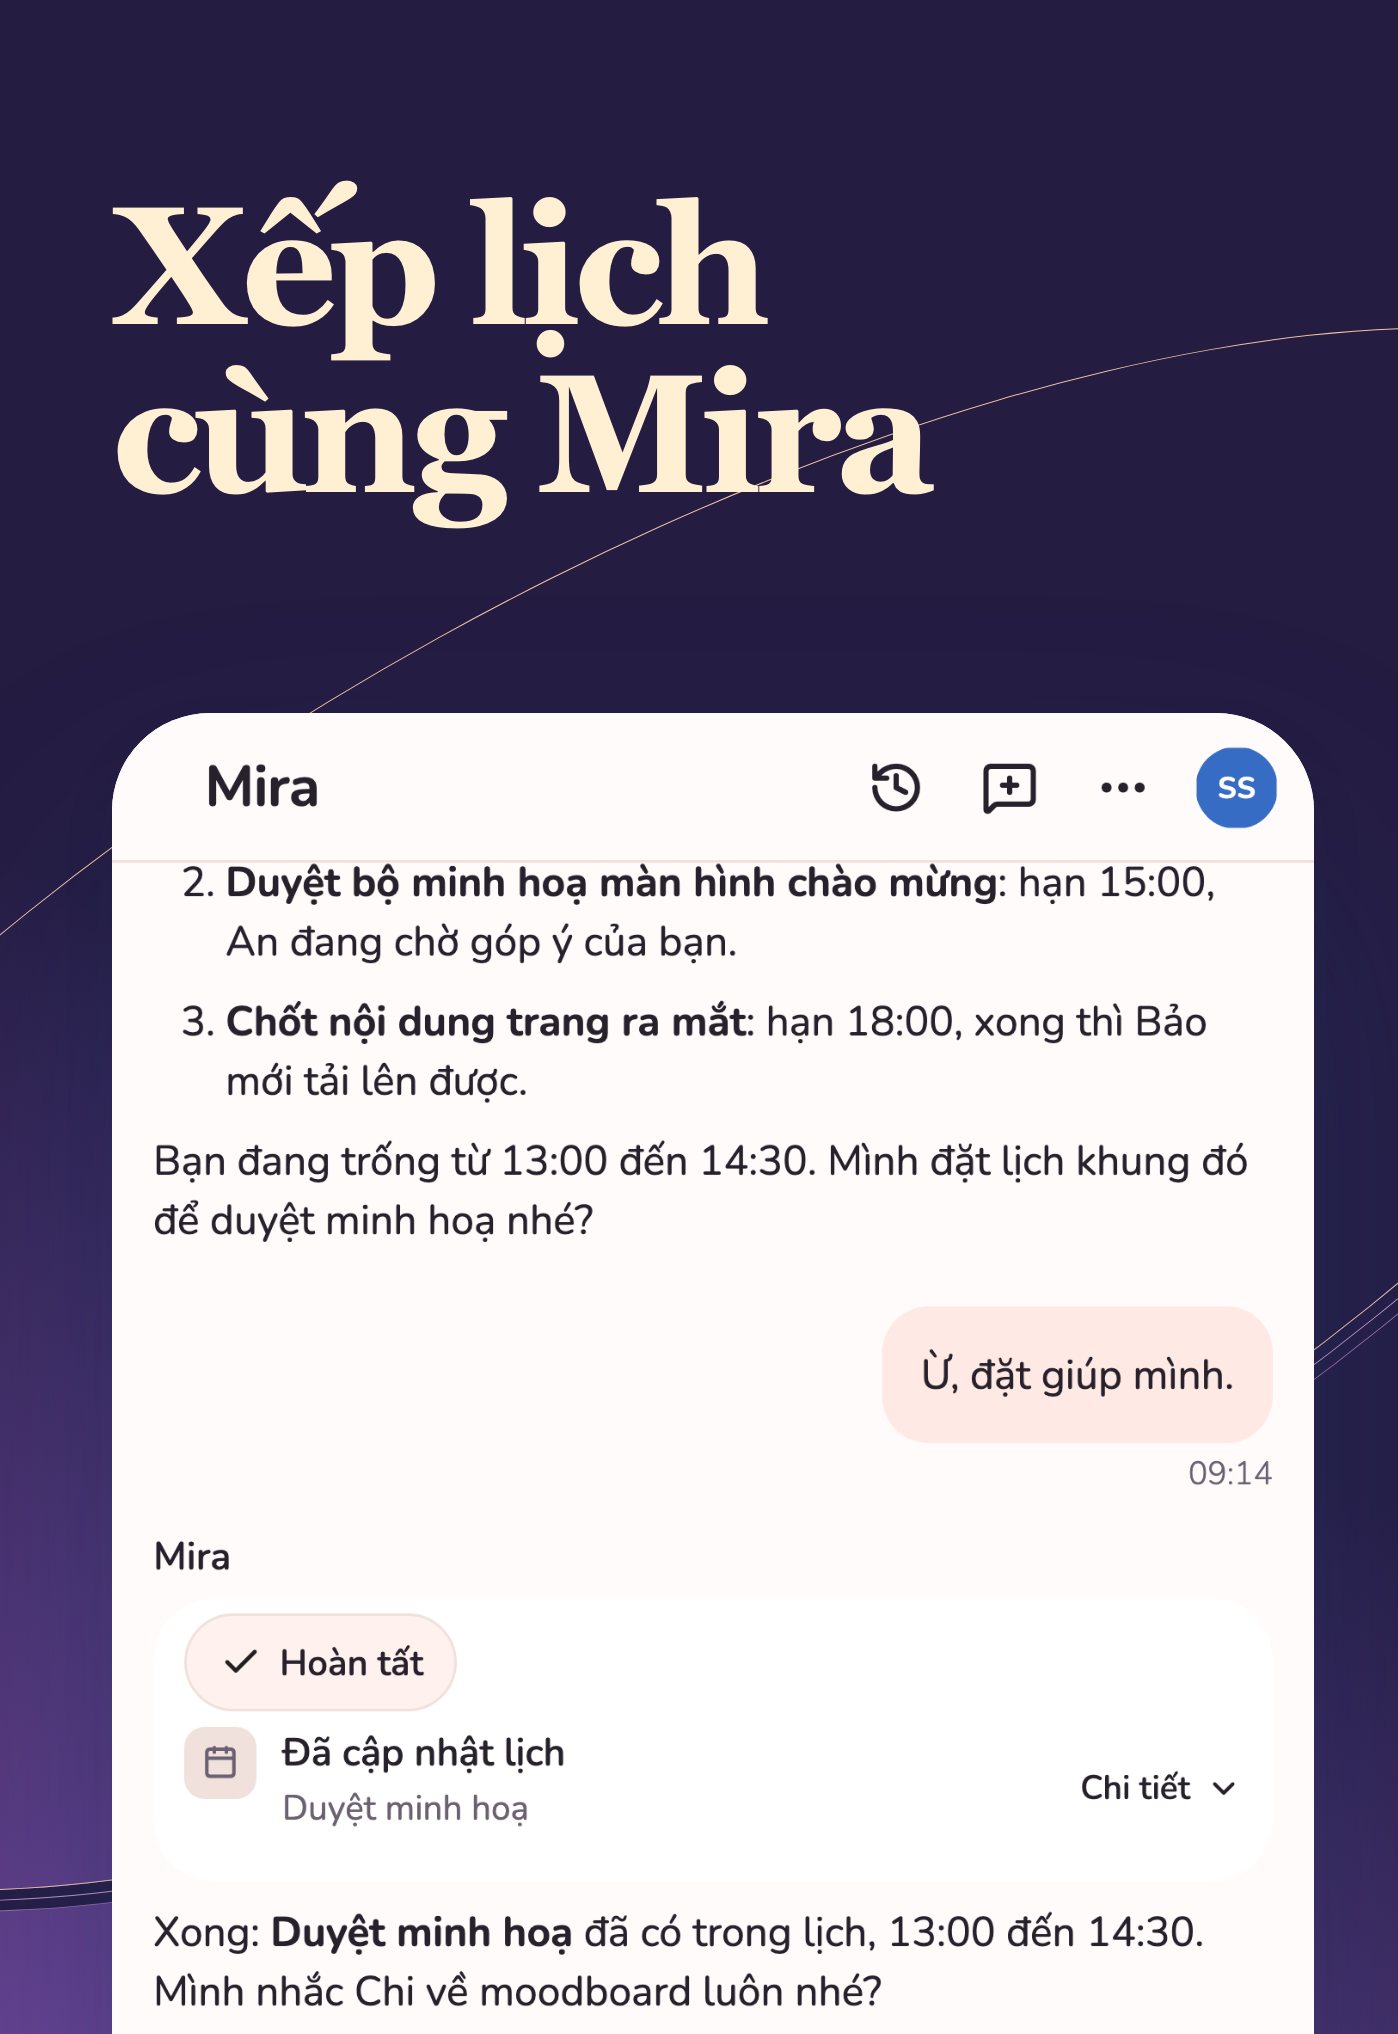 Xếp lịch
cùng Mira
Mira
SS
2. Duyệt bộ minh hoạ màn hình chào mừng: hạn 15:00,
An đang chờ góp ý của bạn.
3. Chốt nội dung trang ra mắt: hạn 18:00, xong thì Bảo
mới tải lên được.
Bạn đang trống từ 13:00 đến 14:30. Mình đặt lịch khung đó
để duyệt minh hoạ nhé?
Ừ, đặt giúp mình.
09:14
Mira
Hoàn tất
Đã cập nhật lịch
Duyệt minh hoạ
Chi tiết
Xong: Duyệt minh hoạ đã có trong lịch, 13:00 đến 14:30.
Mình nhắc Chi về moodboard luôn nhé?